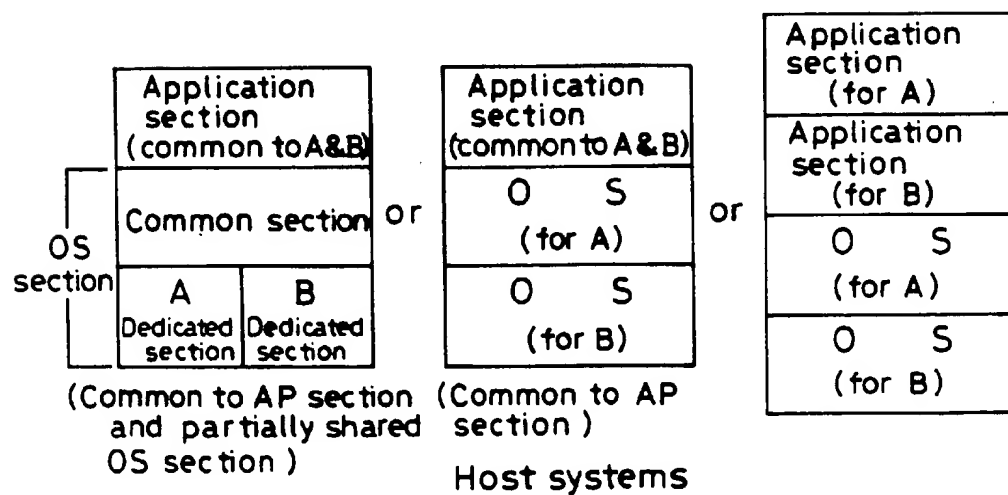 Application
section
(common to A&B)
OS
section
Common section
A
Dedicated
section
B
Dedicated
section
(Common to AP section
and partially shared
OS section)
or
Application
section
(common to A&B)
O S
(for A)
O S
(for B)
(Common to AP
section)
or
Application
section
(for A)
Application
section
(for B)
O S
(for A)
O S
(for B)
Host systems